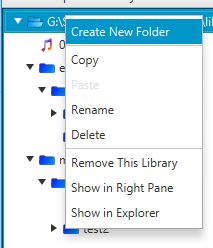 G:\S
Create New Folder
Copy
Paste
Rename
Delete
Remove This Library
Show in Right Pane
Show in Explorer
test2